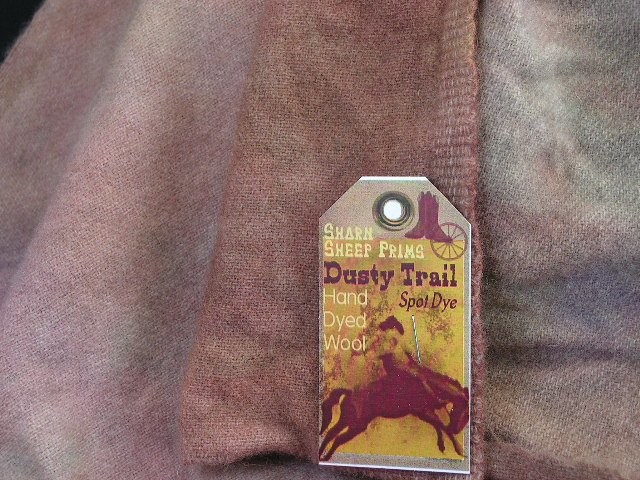 Sharn
Sheep Prims
Dusty Trail
Hand Spot Dye
Dyed
Wool